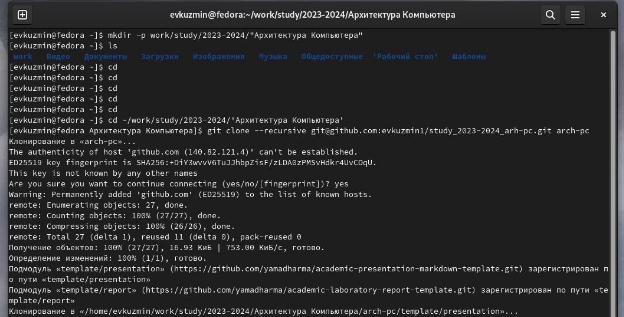 evkuzmin@fedora:~/work/study/2023-2024/Архитектура Компьютера
[evkuzmin@fedora ~]$ mkdir -p work/study/2023-2024/"Архитектура Компьютера"
[evkuzmin@fedora ~]$ ls
work Видео Документы Загрузки Изображения Музыка Общедоступные 'Рабочий стол' Шаблоны
[evkuzmin@fedora ~]$ cd
[evkuzmin@fedora ~]$ cd
[evkuzmin@fedora ~]$ cd
[evkuzmin@fedora ~]$ cd
[evkuzmin@fedora ~]$ cd
[evkuzmin@fedora ~]$ cd ~/work/study/2023-2024/'Архитектура Компьютера'
[evkuzmin@fedora Архитектура Компьютера]$ git clone --recursive git@github.com:evkuzmin1/study_2023-2024_arh-pc.git arch-pc
Клонирование в «arch-pc»...
The authenticity of host 'github.com (140.82.121.4)' can't be established.
ED25519 key fingerprint is SHA256:+DiY3wvvV6TuJJhbpZisF/zLDA0zPMSvHdkr4UvCOqU.
This key is not known by any other names
Are you sure you want to continue connecting (yes/no/[fingerprint])? yes
Warning: Permanently added 'github.com' (ED25519) to the list of known hosts.
remote: Enumerating objects: 27, done.
remote: Counting objects: 100% (27/27), done.
remote: Compressing objects: 100% (26/26), done.
remote: Total 27 (delta 1), reused 11 (delta 0), pack-reused 0
Получение объектов: 100% (27/27), 16.93 КиБ | 753.00 КиБ/с, готово.
Определение изменений: 100% (1/1), готово.
Подмодуль «template/presentation» (https://github.com/yamadharma/academic-presentation-markdown-template.git) зарегистрирован п
о пути «template/presentation»
Подмодуль «template/report» (https://github.com/yamadharma/academic-laboratory-report-template.git) зарегистрирован по пути «te
mplate/report»
Клонирование в «/home/evkuzmin/work/study/2023-2024/Архитектура Компьютера/arch-pc/template/presentation»...